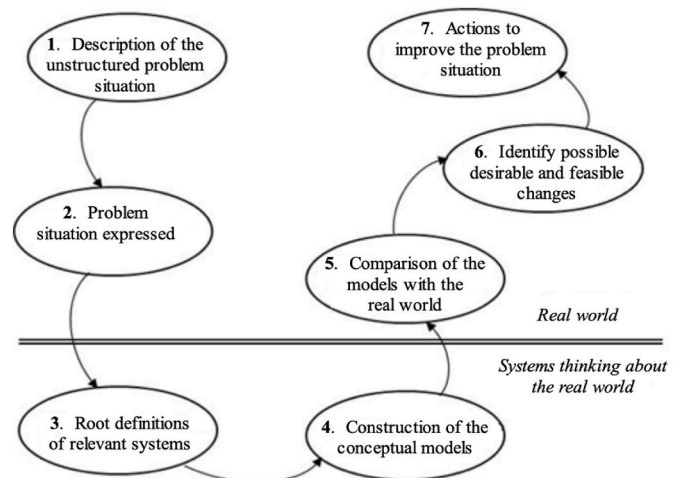 1. Description of the
unstructured problem
situation
2. Problem
situation expressed
3. Root definitions
of relevant systems
4. Construction of the
conceptual models
5. Comparison of the
models with the
real world
6. Identify possible
desirable and feasible
changes
7. Actions to
improve the problem
situation
Real world
Systems thinking about
the real world